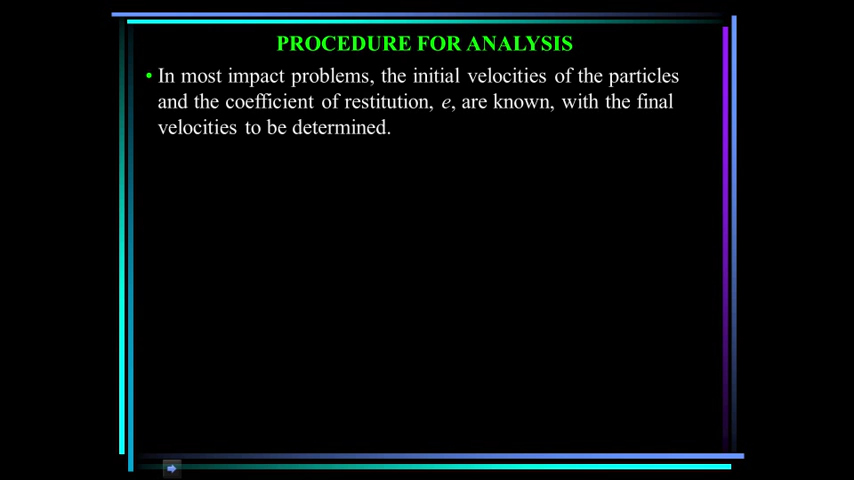 PROCEDURE FOR ANALYSIS
• In most impact problems, the initial velocities of the particles
and the coefficient of restitution, e, are known, with the final
velocities to be determined.